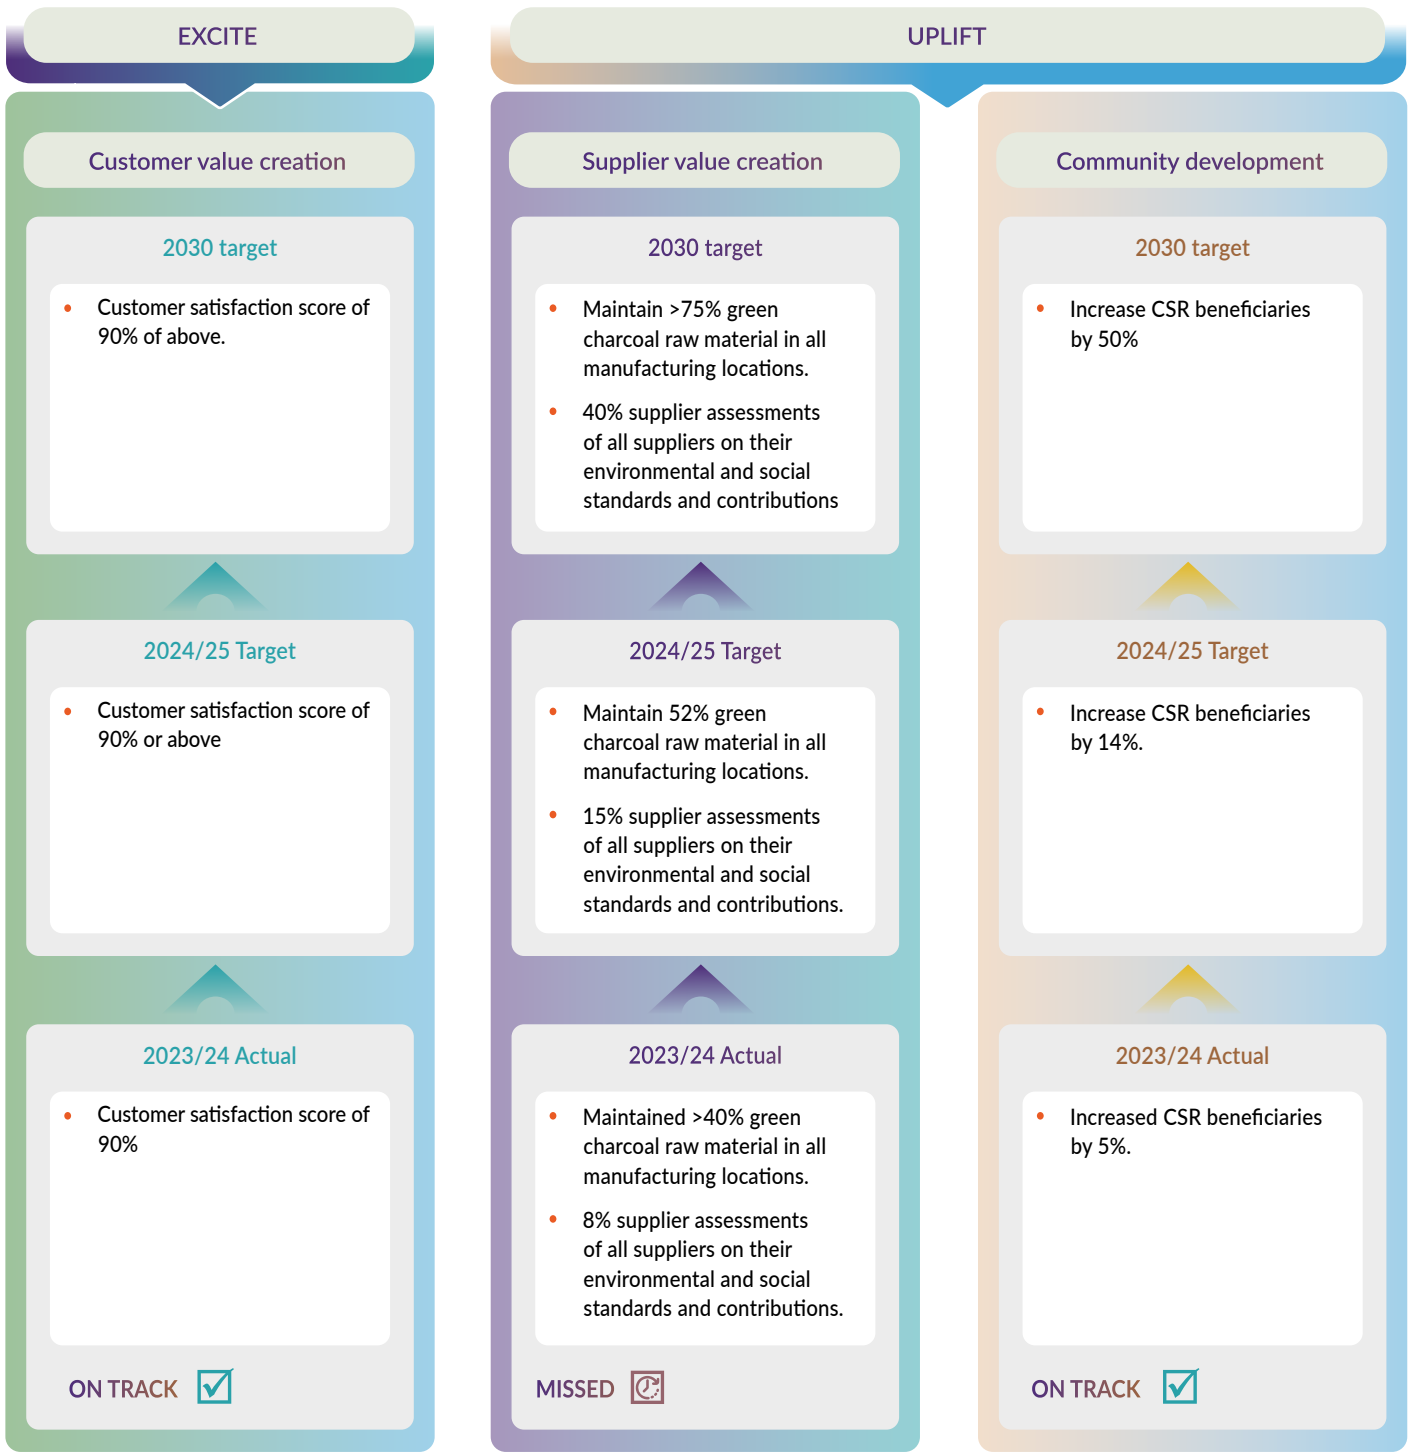 EXCITE
Customer value creation
2030 target
• Customer satisfaction score of
90% of above.
2024/25 Target
• Customer satisfaction score of
90% or above
2023/24 Actual
• Customer satisfaction score of
90%
ON TRACK
UPLIFT
Supplier value creation
2030 target
• Maintain >75% green
charcoal raw material in all
manufacturing locations.
• 40% supplier assessments
of all suppliers on their
environmental and social
standards and contributions
2024/25 Target
• Maintain 52% green
charcoal raw material in all
manufacturing locations.
• 15% supplier assessments
of all suppliers on their
environmental and social
standards and contributions.
2023/24 Actual
• Maintained >40% green
charcoal raw material in all
manufacturing locations.
• 8% supplier assessments
of all suppliers on their
environmental and social
standards and contributions.
MISSED
Community development
2030 target
• Increase CSR beneficiaries
by 50%
2024/25 Target
• Increase CSR beneficiaries
by 14%.
2023/24 Actual
• Increased CSR beneficiaries
by 5%.
ON TRACK